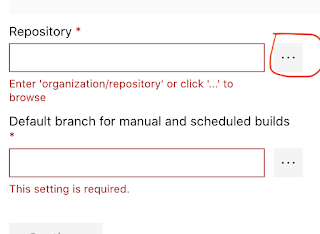 Repository *
...
Enter 'organization/repository' or click '...' to
browse
Default branch for manual and scheduled builds
*
...
This setting is required.